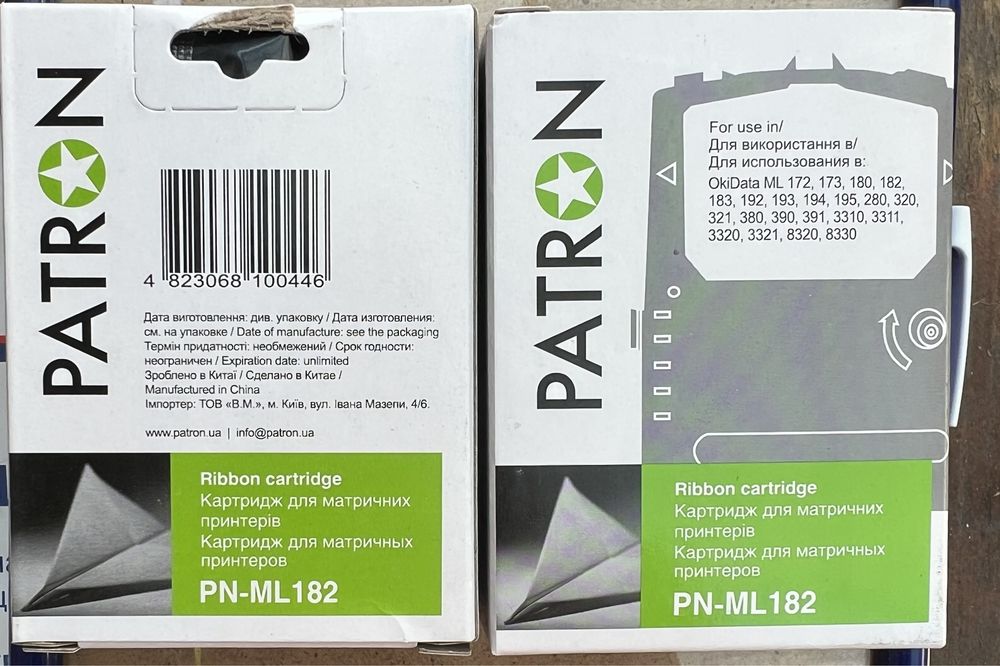 PATRON
4 823068 100446
Дата виготовлення: див. упаковку / Дата изготовления:
см. на упаковке / Date of manufacture: see the packaging
Термін придатності: необмежений / Срок годности:
неограничен / Expiration date: unlimited
Зроблено в Китаї / Сделано в Китае /
Manufactured in China
Імпортер: ТОВ «В.М.», м. Київ, вул. Івана Мазепи, 4/6.
www.patron.ua | info@patron.ua
Ribbon cartridge
Картридж для матричних
принтерів
Картридж для матричных
принтеров
PN-ML182
PATRON
For use in/
Для використання в/
Для использования в:
OkiData ML 172, 173, 180, 182,
183, 192, 193, 194, 195, 280, 320,
321, 380, 390, 391, 3310, 3311,
3320, 3321, 8320, 8330
Ribbon cartridge
Картридж для матричних
принтерів
Картридж для матричных
принтеров
PN-ML182